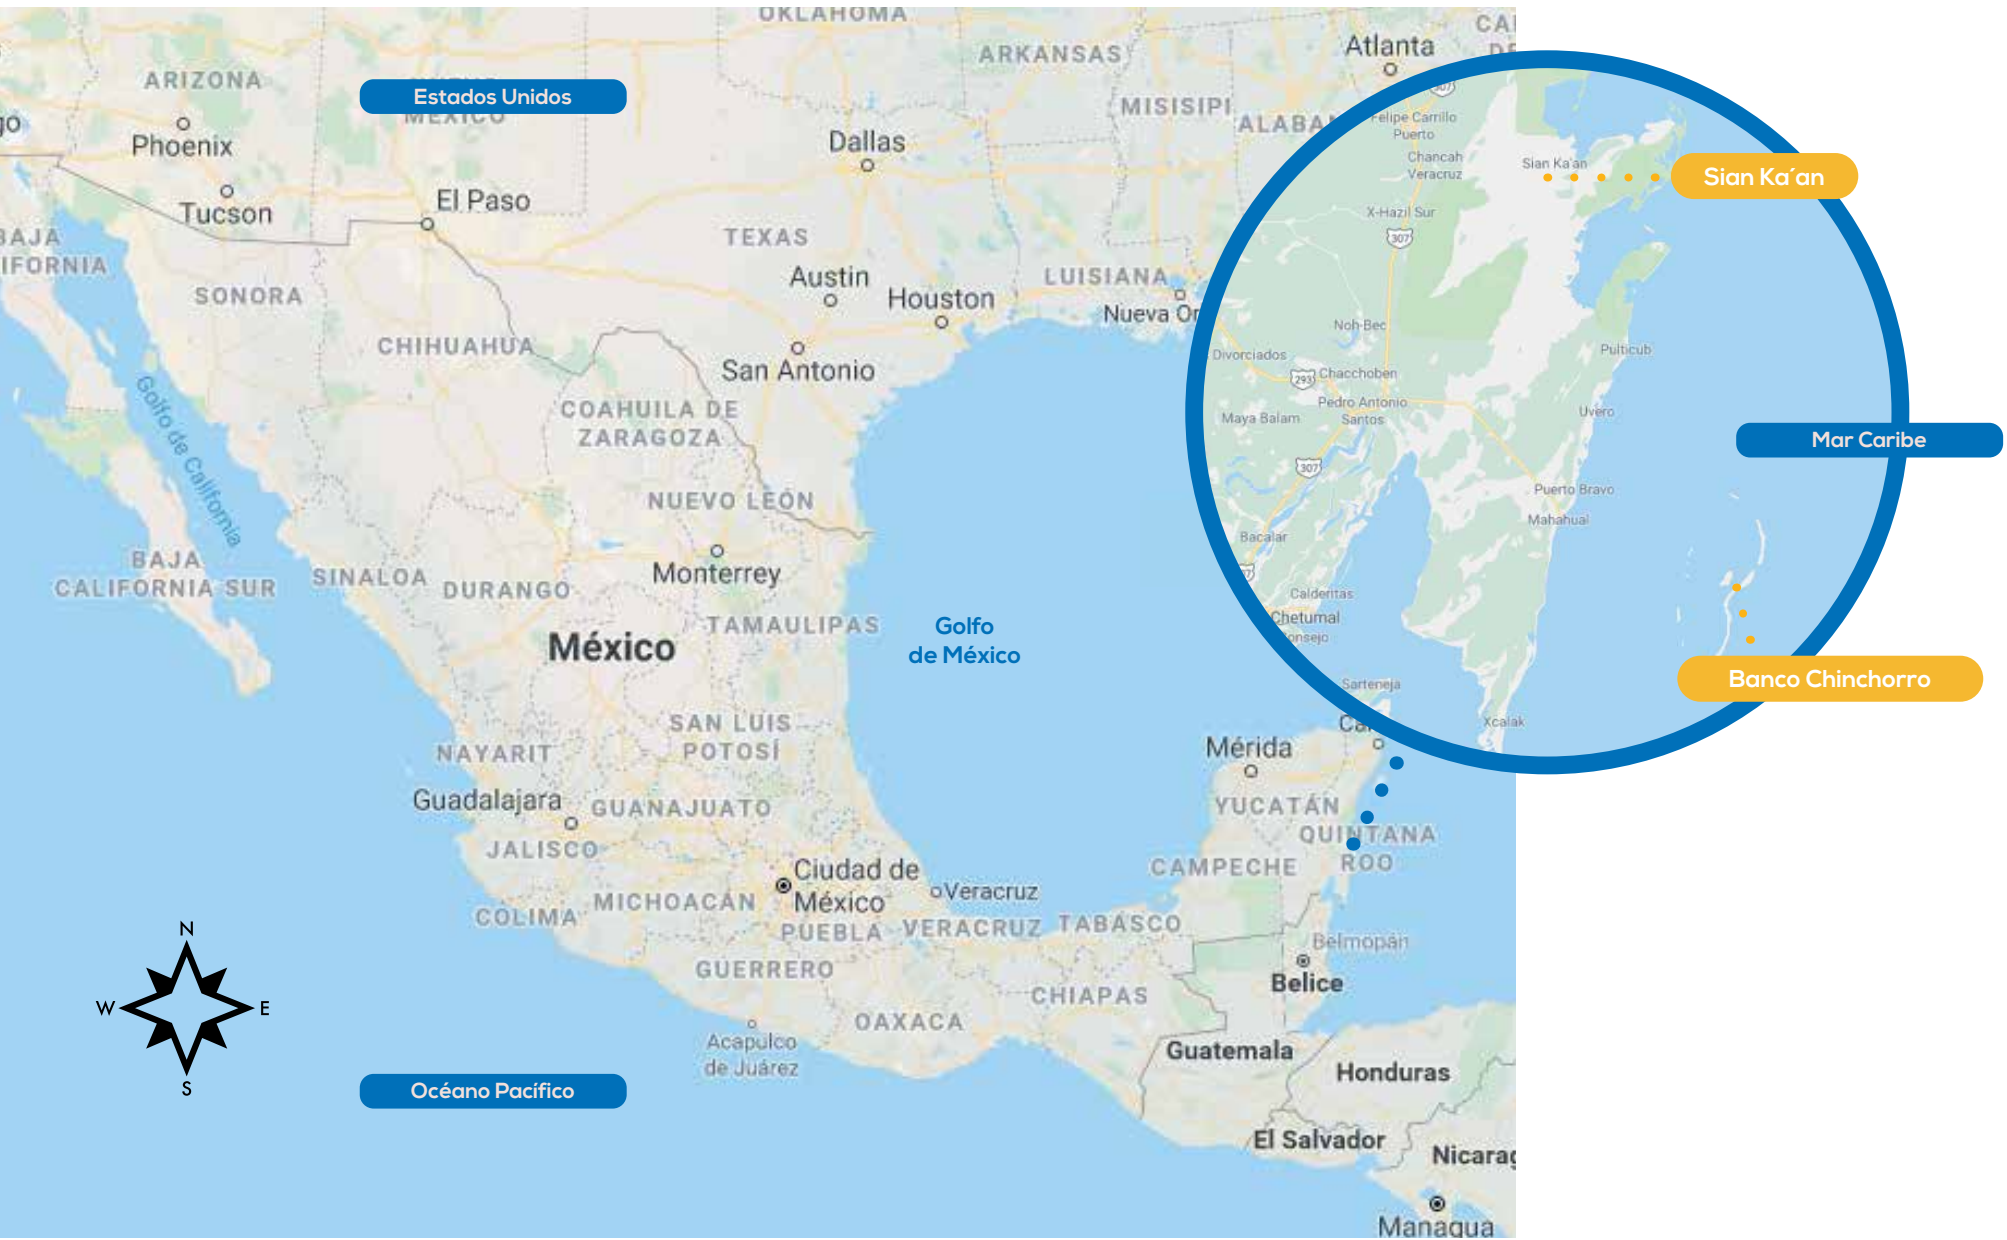 OKLAHOMA
ARKANSAS
Atlanta
ARIZONA
Estados Unidos
MÉXICO
MISISIPI
Phoenix
Dallas
El Paso
Tucson
TEXAS
BAJA
IFORNIA
SONORA
Austin
Houston
LUISIANA
Nueva Or
CHIHUAHUA
San Antonio
Golfo de California
COAHUILA DE
ZARAGOZA
NUEVO LEÓN
BAJA
CALIFORNIA SUR
SINALOA
DURANGO
Monterrey
TAMAULIPAS
México
Golfo
de México
SAN LUIS
POTOSÍ
NAYARIT
Guadalajara
GUANAJUATO
JALISCO
Ciudad de
México
Veracruz
MICHOACÁN
COLIMA
PUEBLA
VERACRUZ
TABASCO
GUERRERO
CHIAPAS
OAXACA
Acapulco
de Juárez
Océano Pacífico
N
W
E
S
Mérida
YUCATÁN
QUINTANA
ROO
CAMPECHE
Belmopán
Belice
Guatemala
Honduras
El Salvador
Nicarag
Managua
Felipe Carrillo
Puerto
Chancah
Veracruz
Sian Ka'an
Sian Ka´an
X-Hazil Sur
307
Noh-Bec
Divorciados
293
Chacchoben
Pulticub
Pedro Antonio
Santos
Maya Balam
Uvero
Mar Caribe
307
Puerto Bravo
Mahahual
Bacalar
Calderitas
Chetumal
onsejo
Banco Chinchorro
Sarteneja
Xcalak